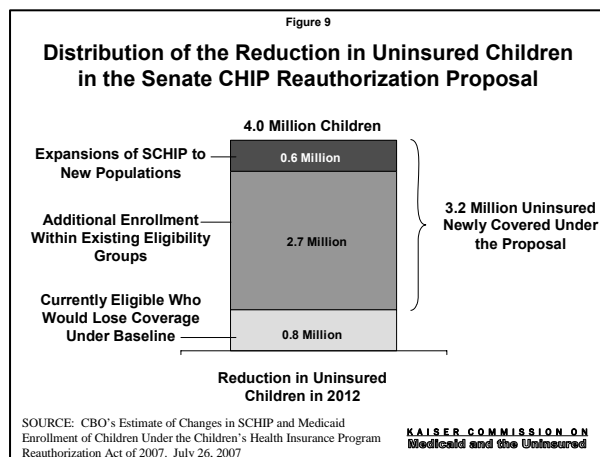 Figure 9
Distribution of the Reduction in Uninsured Children
in the Senate CHIP Reauthorization Proposal
4.0 Million Children
Expansions of SCHIP to
New Populations
0.6 Million
Additional Enrollment
Within Existing Eligibility
Groups
2.7 Million
3.2 Million Uninsured
Newly Covered Under
the Proposal
Currently Eligible Who
Would Lose Coverage
Under Baseline
0.8 Million
Reduction in Uninsured
Children in 2012
SOURCE: CBO's Estimate of Changes in SCHIP and Medicaid
Enrollment of Children Under the Children's Health Insurance Program
Reauthorization Act of 2007. July 26, 2007
KAISER COMMISSION ON
Medicaid and the Uninsured